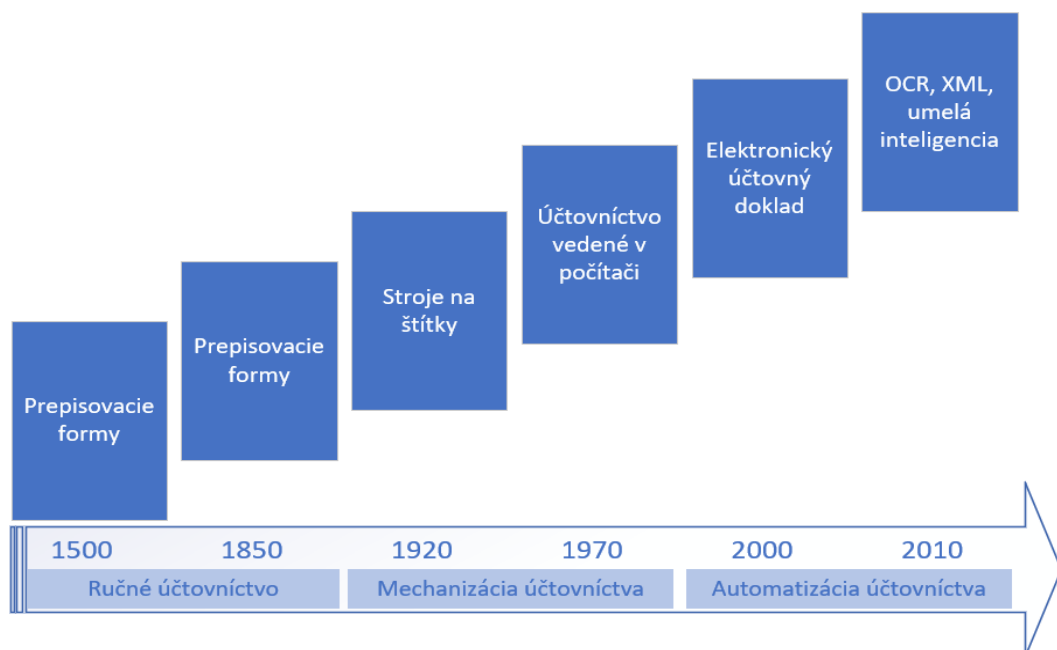 Prepisovacie
formy
Prepisovacie
formy
Stroje na
štítky
Účtovníctvo
vedené v
počítači
Elektronický
účtovný
doklad
OCR, XML,
umelá
inteligencia
1500 1850 1920 1970 2000 2010
Ručné účtovníctvo Mechanizácia účtovníctva Automatizácia účtovníctva